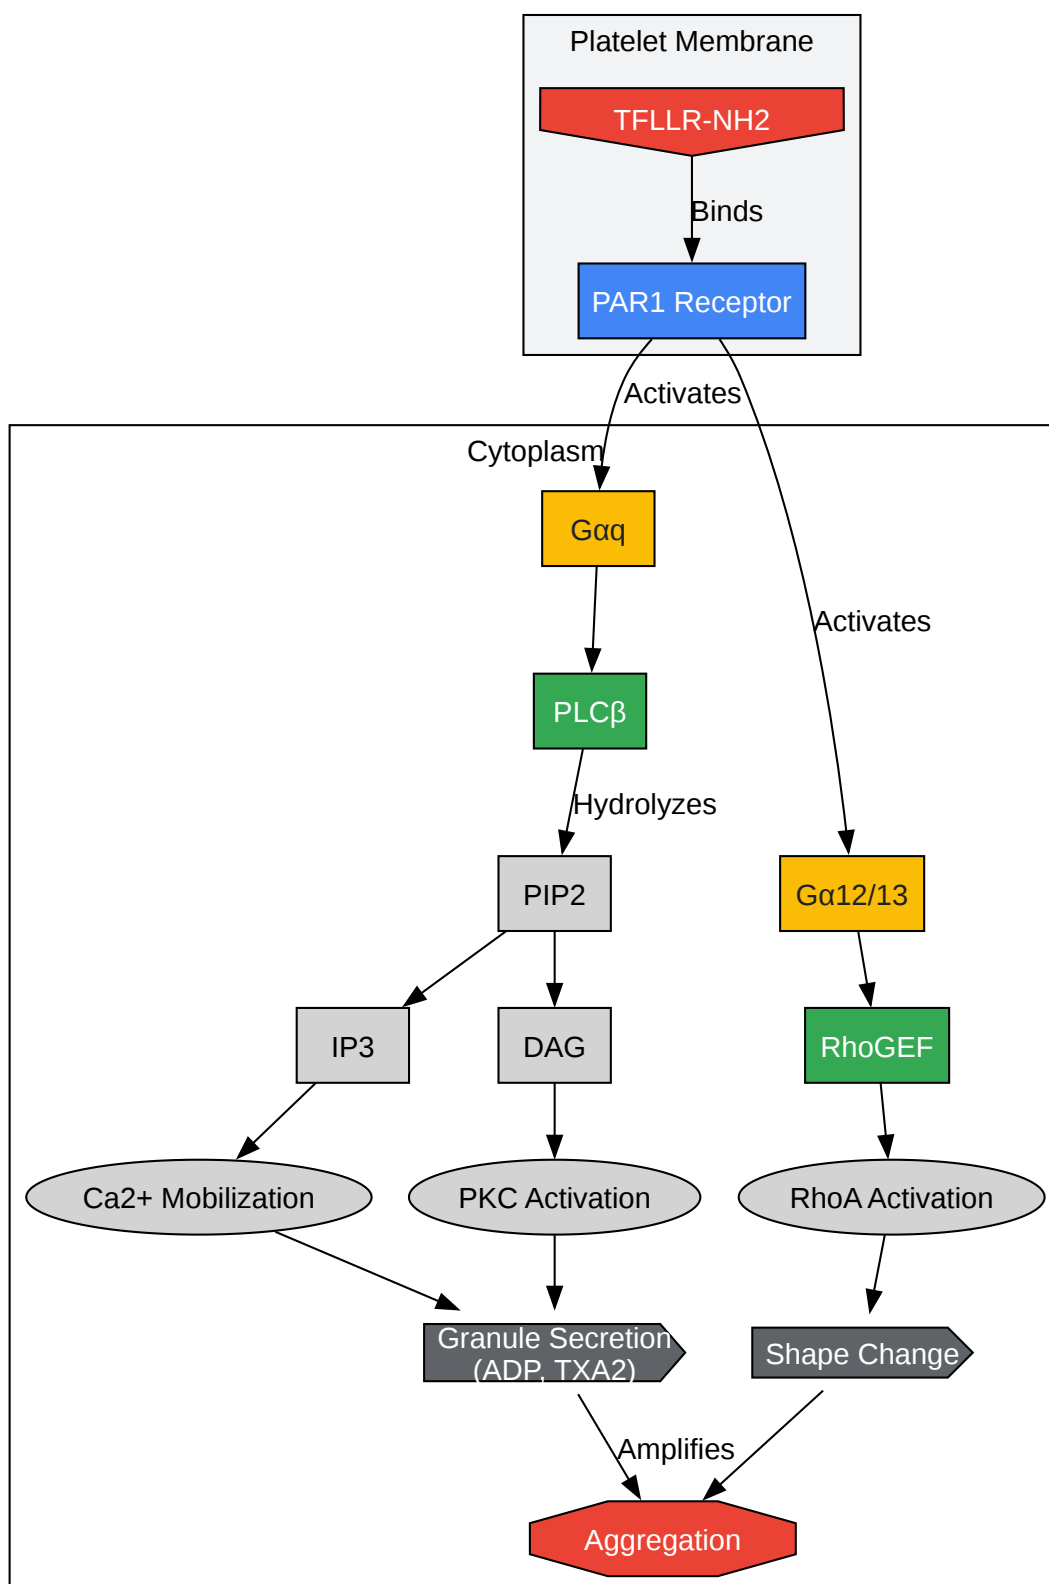 Platelet Membrane
TFLLR-NH2
Binds
PAR1 Receptor
Activates
Cytoplasm
Gαq
Activates
PLCβ
Hydrolyzes
PIP2
Gα12/13
IP3
DAG
RhoGEF
Ca2+ Mobilization
PKC Activation
RhoA Activation
Granule Secretion
(ADP, TXA2)
Shape Change
Amplifies
Aggregation